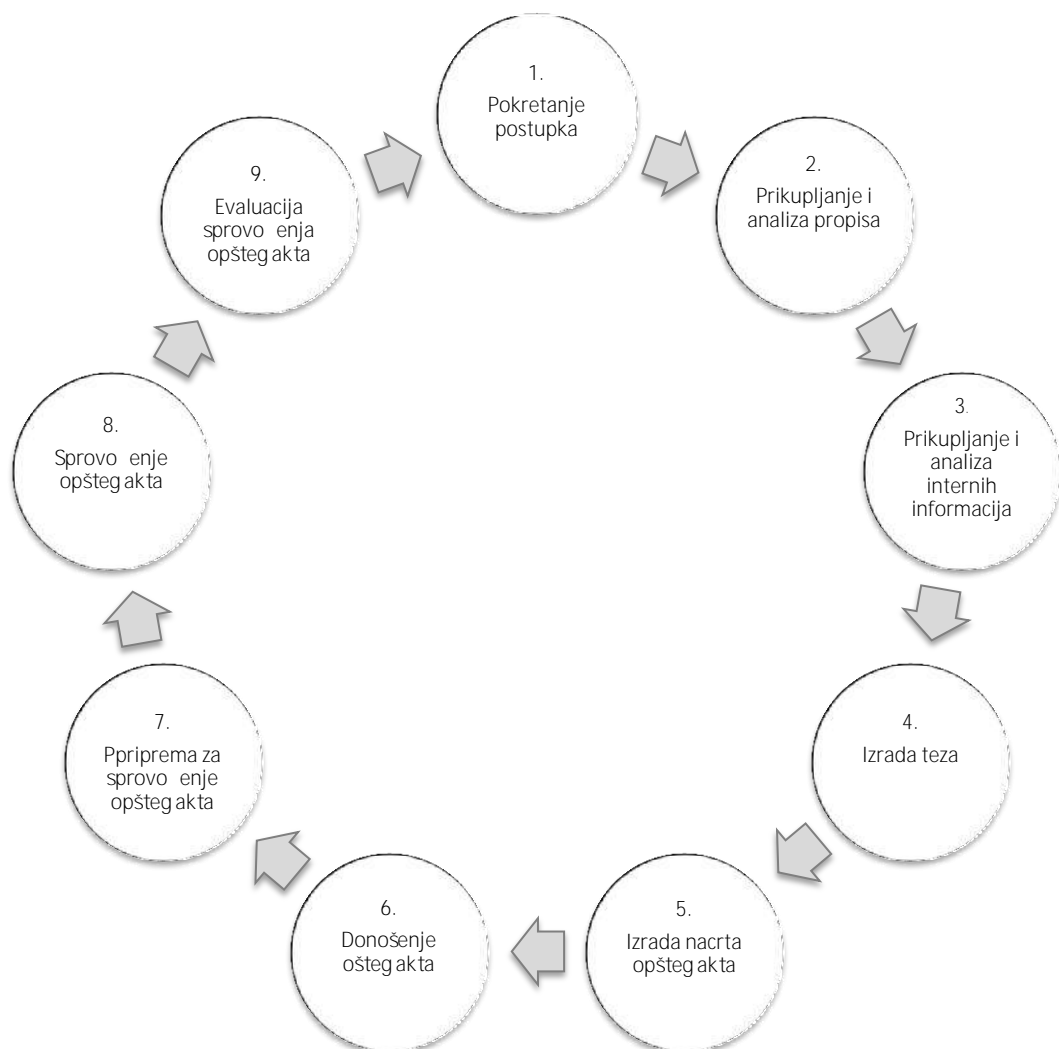 1.
Pokretanje
postupka
2.
Prikupljanje i
analiza propisa
3.
Prikupljanje i
analiza
internih
informacija
4.
Izrada teza
5.
Izrada nacrta
opšteg akta
6.
Donošenje
ošteg akta
7.
Ppriprema za
sprovo enje
opšteg akta
8.
Sprovo enje
opšteg akta
9.
Evaluacija
sprovo enja
opšteg akta